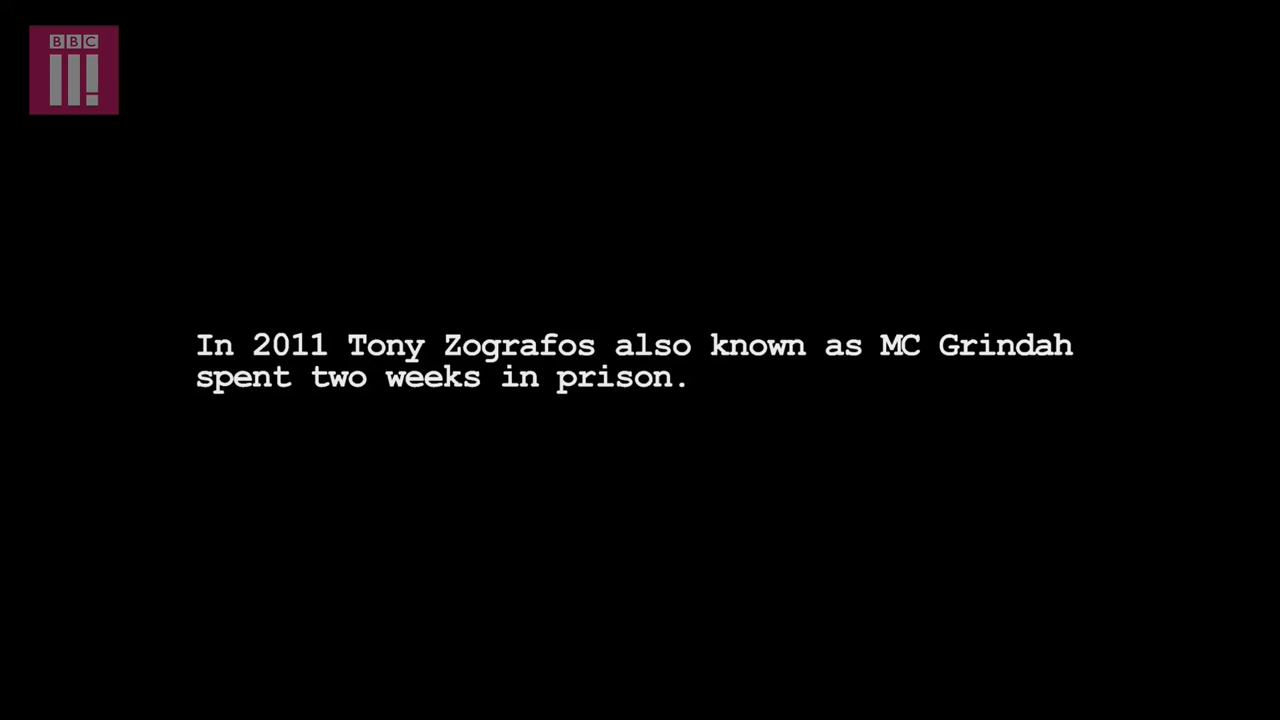 BBC
In 2011 Tony Zografos also known as MC Grindah
spent two weeks in prison.